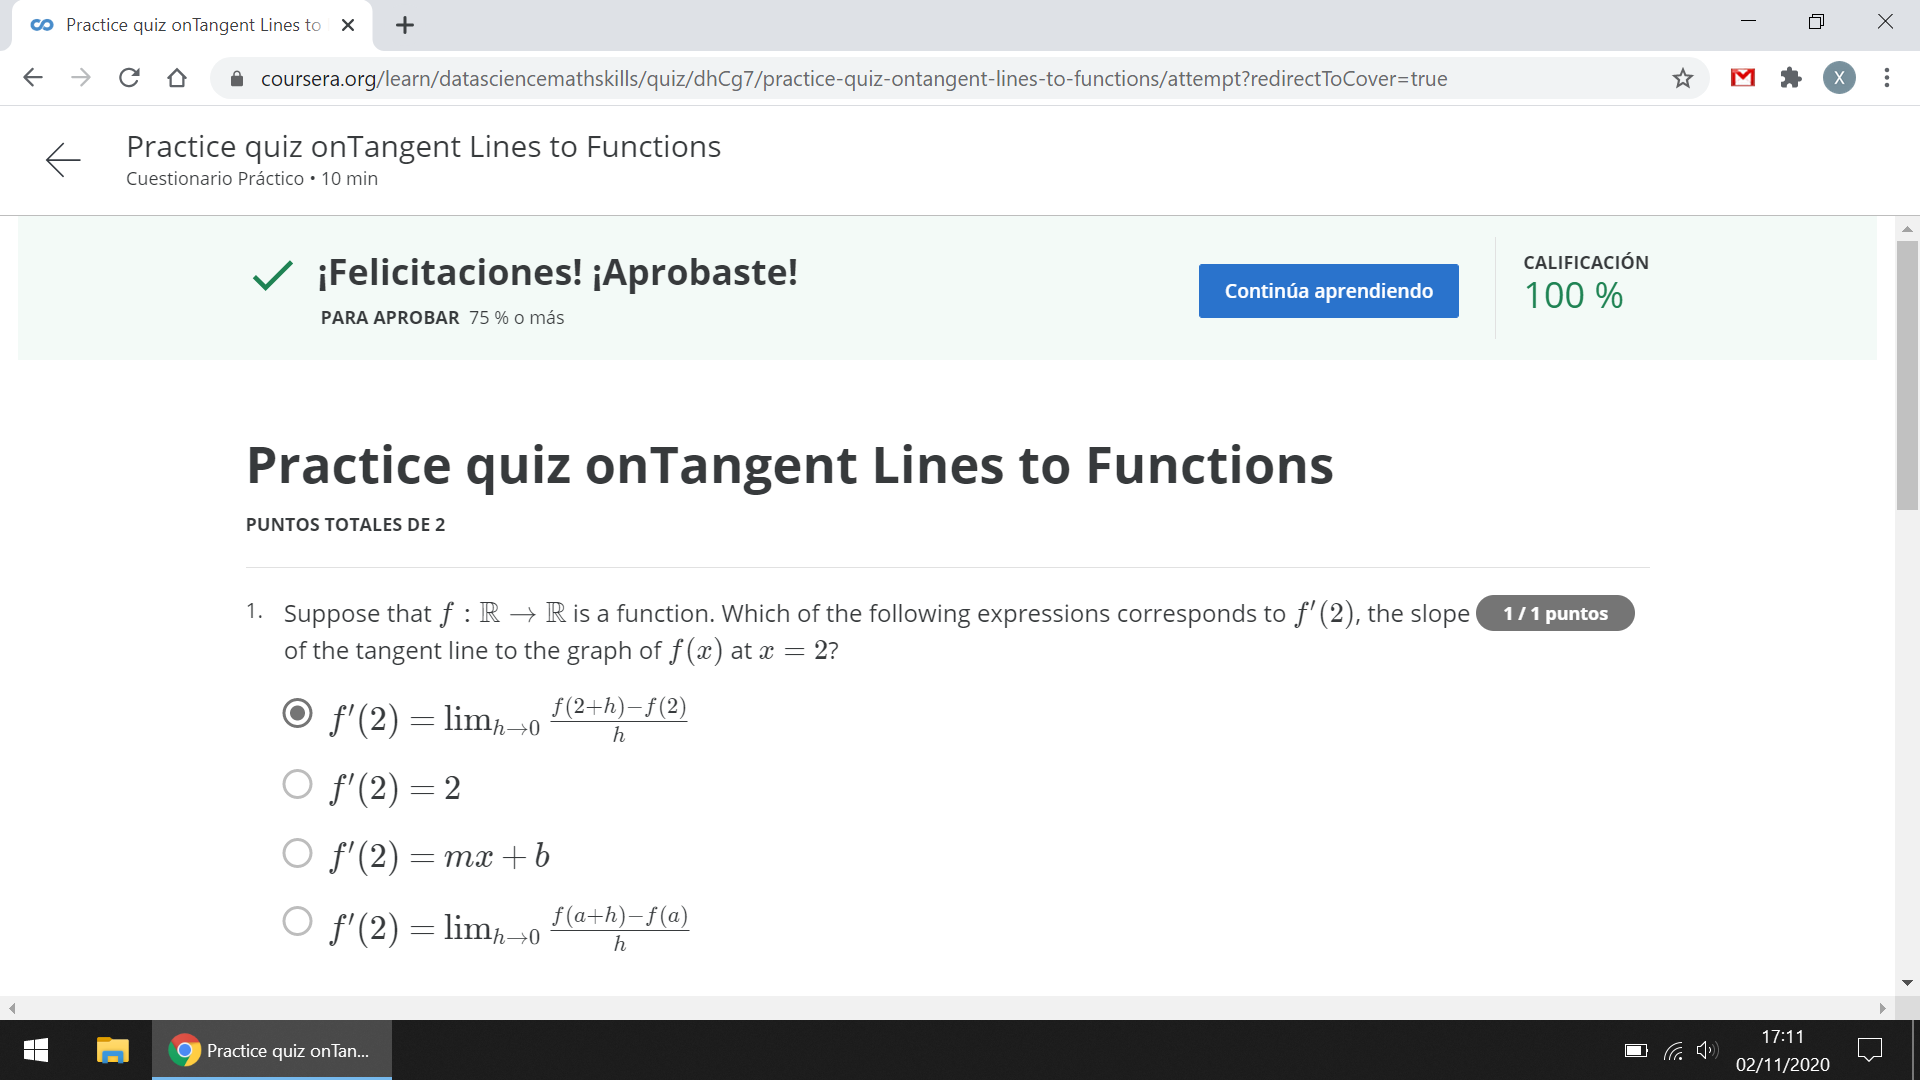 Practice quiz onTangent Lines to
coursera.org/learn/datasciencemathskills/quiz/dhCg7/practice-quiz-ontangent-lines-to-functions/attempt?redirectToCover=true
X
Practice quiz onTangent Lines to Functions
Cuestionario Práctico • 10 min
¡Felicitaciones! ¡Aprobaste!
PARA APROBAR 75 % o más
Continúa aprendiendo
CALIFICACIÓN
100 %
Practice quiz onTangent Lines to Functions
PUNTOS TOTALES DE 2
1. Suppose that f : ℝ → ℝ is a function. Which of the following expressions corresponds to f′(2), the slope 1 / 1 puntos
of the tangent line to the graph of f(x) at x = 2?
f′(2) = lim_{h→0} \frac{f(2+h)−f(2)}{h}
f′(2) = 2
f′(2) = mx + b
f′(2) = lim_{h→0} \frac{f(a+h)−f(a)}{h}
Practice quiz onTan...
17:11
02/11/2020